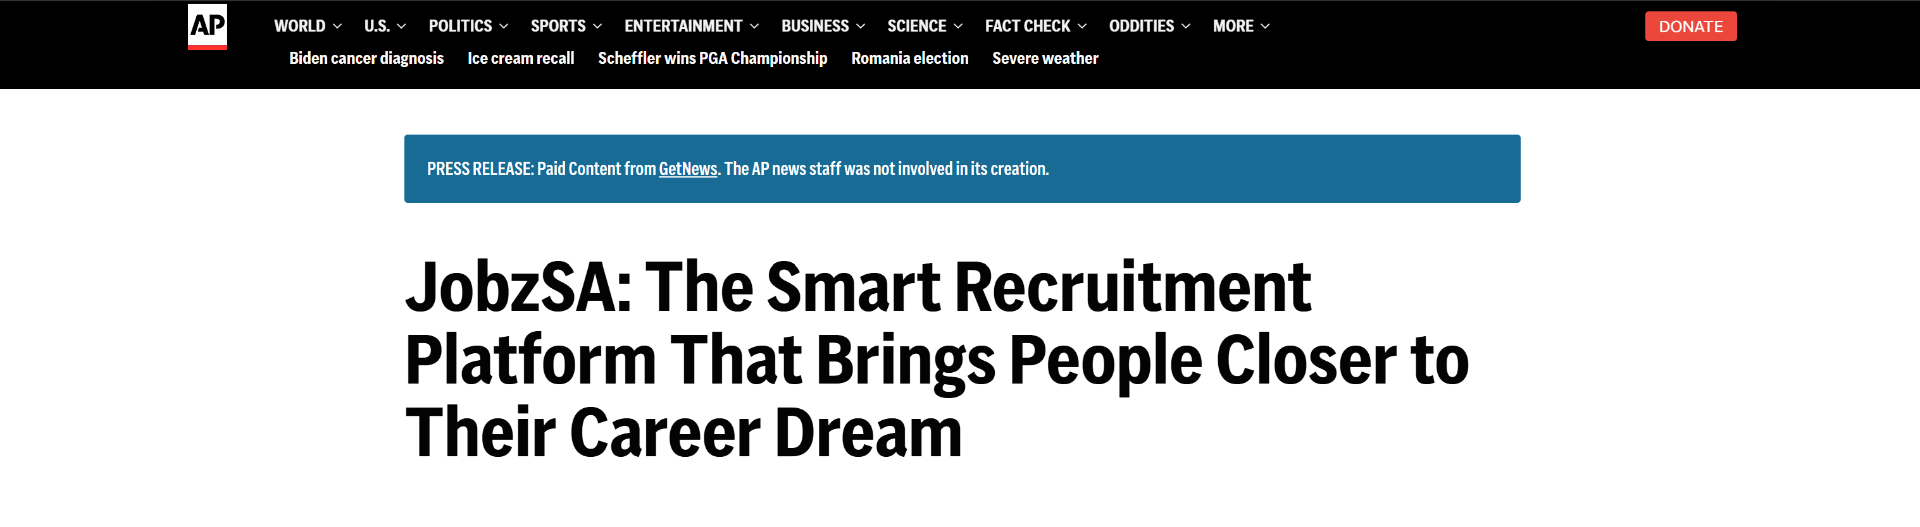 AP
WORLD U.S. POLITICS SPORTS ENTERTAINMENT BUSINESS SCIENCE FACT CHECK ODDITIES MORE DONATE
Biden cancer diagnosis Ice cream recall Scheffler wins PGA Championship Romania election Severe weather
PRESS RELEASE: Paid Content from GetNews. The AP news staff was not involved in its creation.
JobzSA: The Smart Recruitment
Platform That Brings People Closer to
Their Career Dream